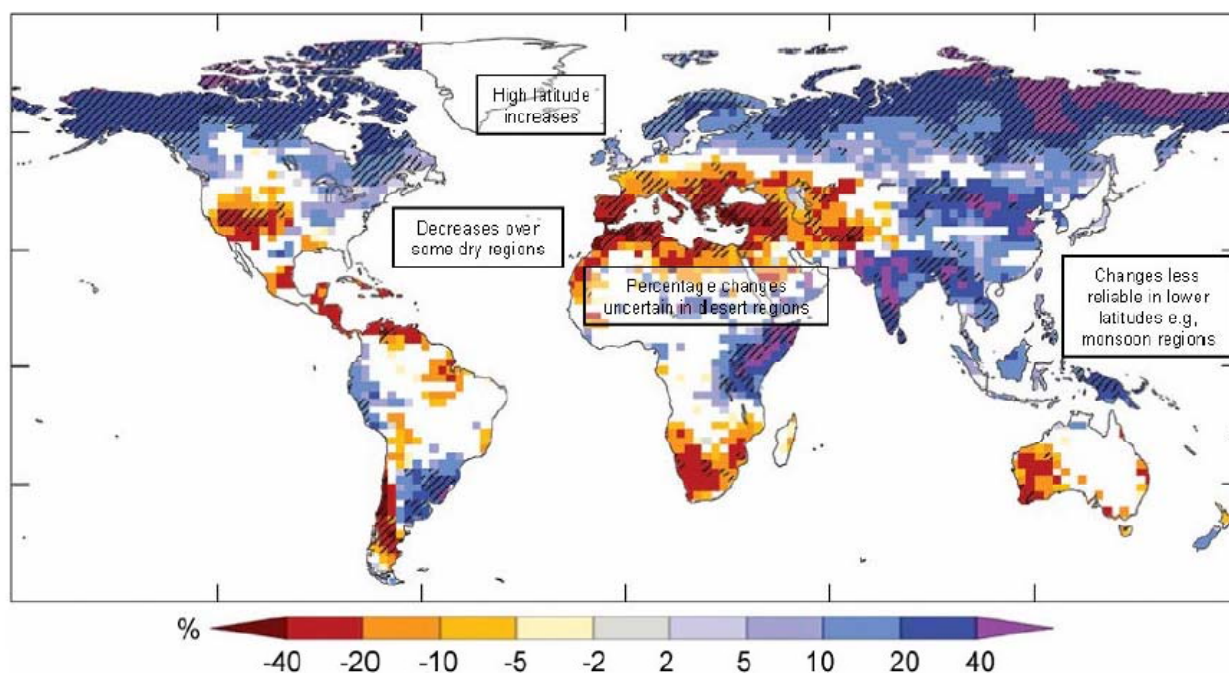 High latitude
increases
Decreases over
some dry regions
Percentage changes
uncertain in desert regions
Changes less
reliable in lower
latitudes e.g,
monsoon regions
% -40 -20 -10 -5 -2 2 5 10 20 40